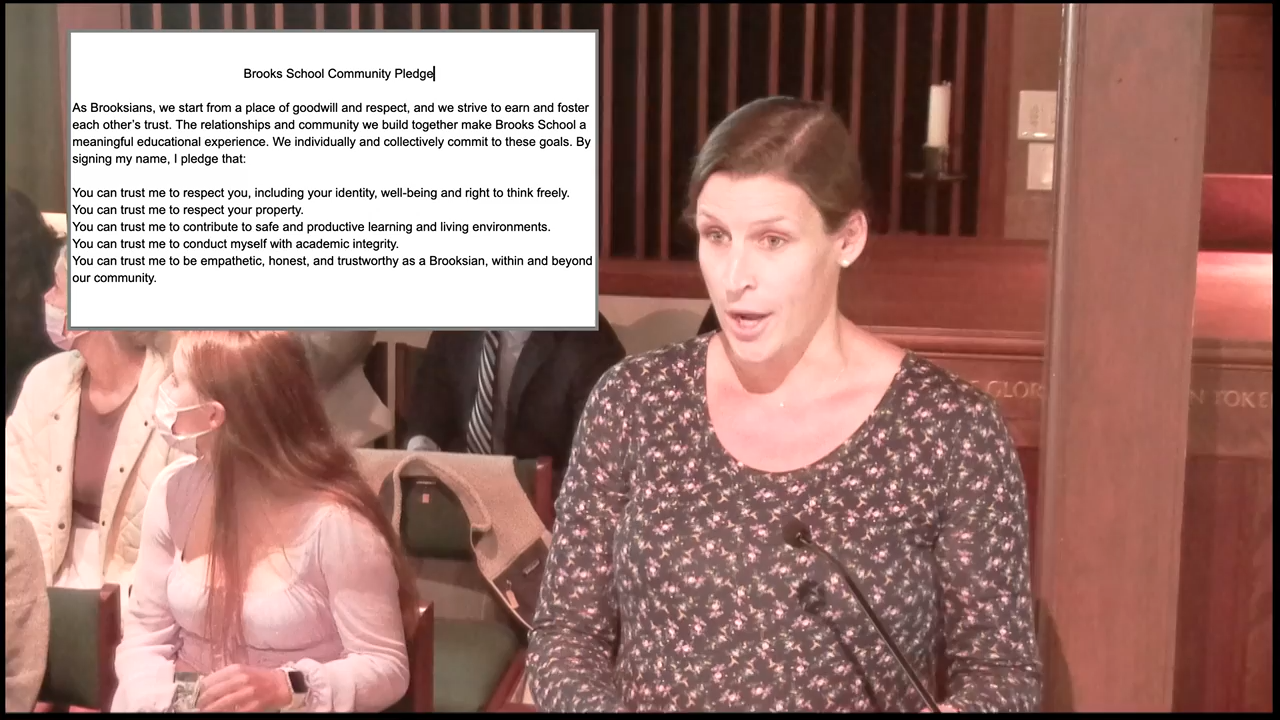 Brooks School Community Pledge
As Brooksians, we start from a place of goodwill and respect, and we strive to earn and foster
each other’s trust. The relationships and community we build together make Brooks School a
meaningful educational experience. We individually and collectively commit to these goals. By
signing my name, I pledge that:
You can trust me to respect you, including your identity, well-being and right to think freely.
You can trust me to respect your property.
You can trust me to contribute to safe and productive learning and living environments.
You can trust me to conduct myself with academic integrity.
You can trust me to be empathetic, honest, and trustworthy as a Brooksian, within and beyond
our community.
GLOR
N TOKE